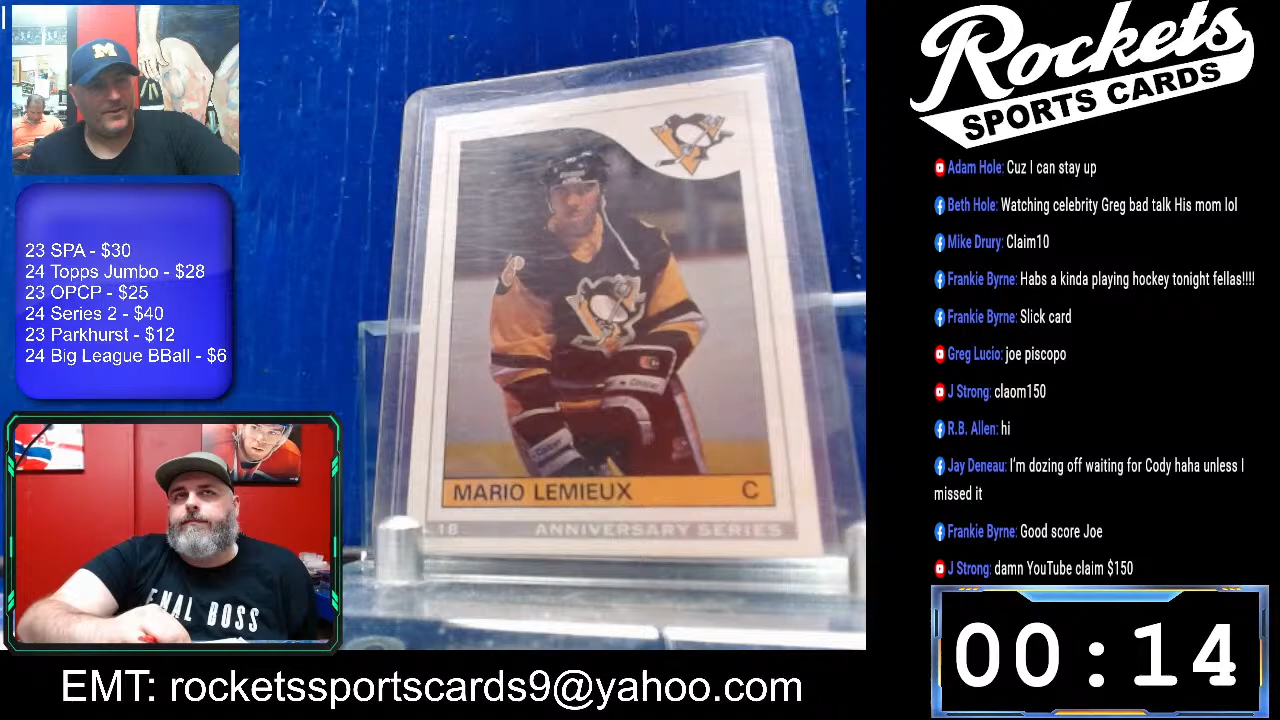 M
23 SPA - $30
24 Topps Jumbo - $28
23 OPCP - $25
24 Series 2 - $40
23 Parkhurst - $12
24 Big League BBall - $6
BOSS
MARIO LEMIEUX C
18 ANNIVERSARY SERIES
Rockets
SPORTS CARDS
Adam Hole: Cuz I can stay up
Beth Hole: Watching celebrity Greg bad talk His mom lol
Mike Drury: Claim10
Frankie Byrne: Habs a kinda playing hockey tonight fellas!!!!
Frankie Byrne: Slick card
Greg Lucio: joe piscopo
J Strong: claom150
R.B. Allen: hi
Jay Deneau: I'm dozing off waiting for Cody haha unless I
missed it
Frankie Byrne: Good score Joe
J Strong: damn YouTube claim $150
00:14
EMT: rocketssportscards9@yahoo.com